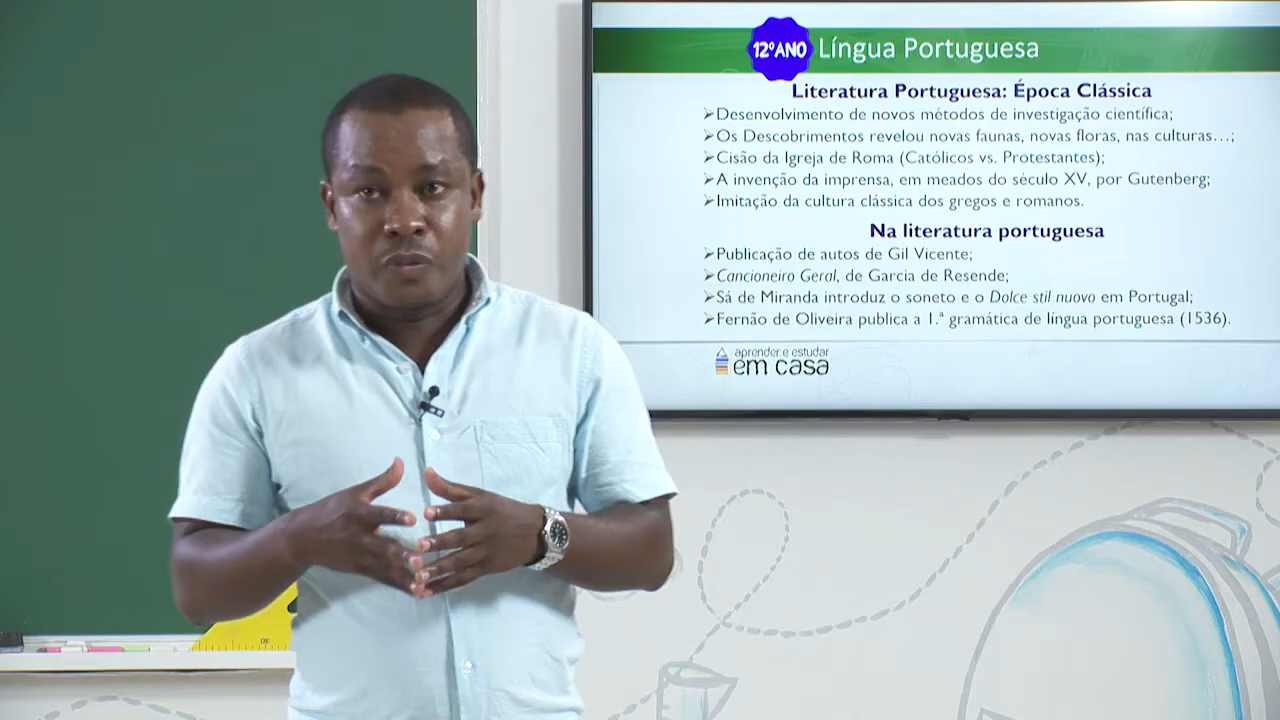 12ºANO Língua Portuguesa
Literatura Portuguesa: Época Clássica
➢Desenvolvimento de novos métodos de investigação científica;
➢Os Descobrimentos revelou novas faunas, novas floras, nas culturas…;
➢Cisão da Igreja de Roma (Católicos vs. Protestantes);
➢A invenção da imprensa, em meados do século XV, por Gutenberg;
➢Imitação da cultura clássica dos gregos e romanos.
Na literatura portuguesa
➢Publicação de autos de Gil Vicente;
➢Cancioneiro Geral, de Garcia de Resende;
➢Sá de Miranda introduz o soneto e o Dolce stil nuovo em Portugal;
➢Fernão de Oliveira publica a 1.ª gramática de língua portuguesa (1536).
aprender e estudar
em casa